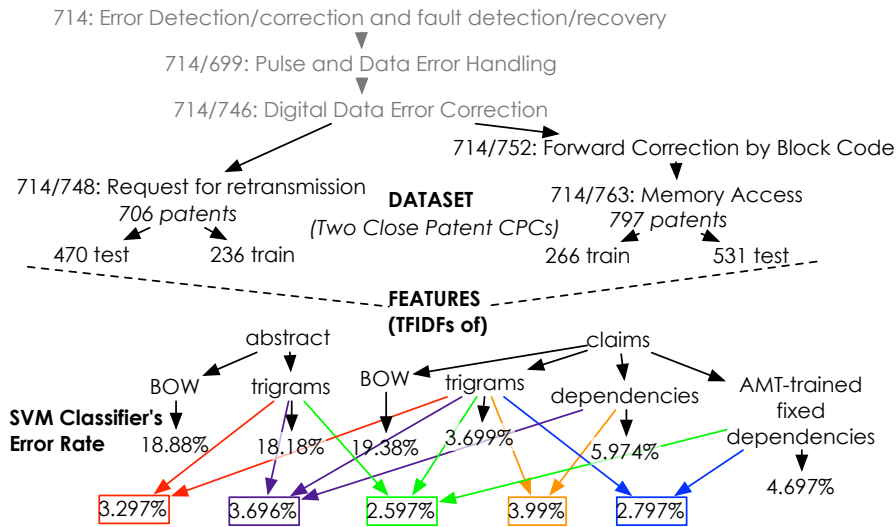 714: Error Detection/correction and fault detection/recovery
714/699: Pulse and Data Error Handling
714/746: Digital Data Error Correction
714/752: Forward Correction by Block Code
714/748: Request for retransmission
706 patents
DATASET
(Two Close Patent CPCs)
714/763: Memory Access
797 patents
470 test
236 train
266 train
531 test
FEATURES
(TFIDFs of)
abstract
claims
BOW
trigrams
BOW
trigrams
dependencies
AMT-trained
fixed
dependencies
SVM Classifier's
Error Rate
18.88%
18.18%
19.38%
3.699%
5.974%
4.697%
3.297%
3.696%
2.597%
3.99%
2.797%